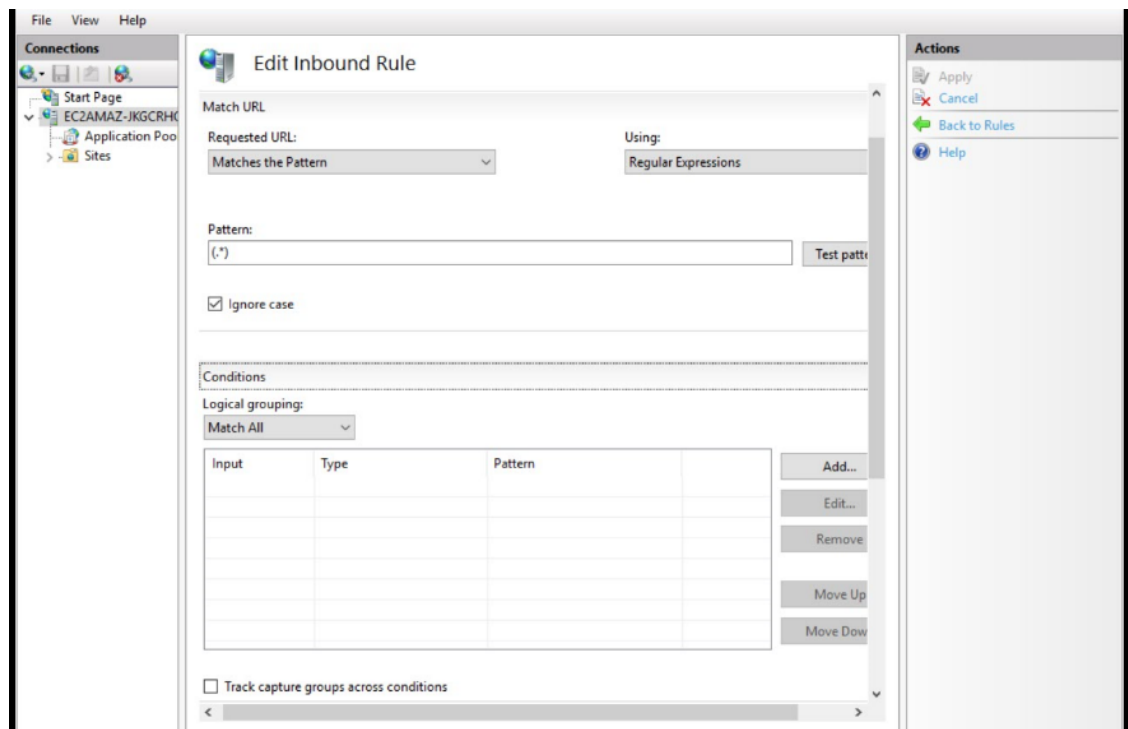 File View Help
Connections
Start Page
EC2AMAZ-JKGCRHC
Application Poo
Sites
Edit Inbound Rule
Match URL
Requested URL:
Using:
Matches the Pattern
Regular Expressions
Pattern:
(.*)
Test patte
Ignore case
Conditions
Logical grouping:
Match All
Input Type Pattern
Add...
Edit...
Remove
Move Up
Move Dow
Track capture groups across conditions
Actions
Apply
Cancel
Back to Rules
Help